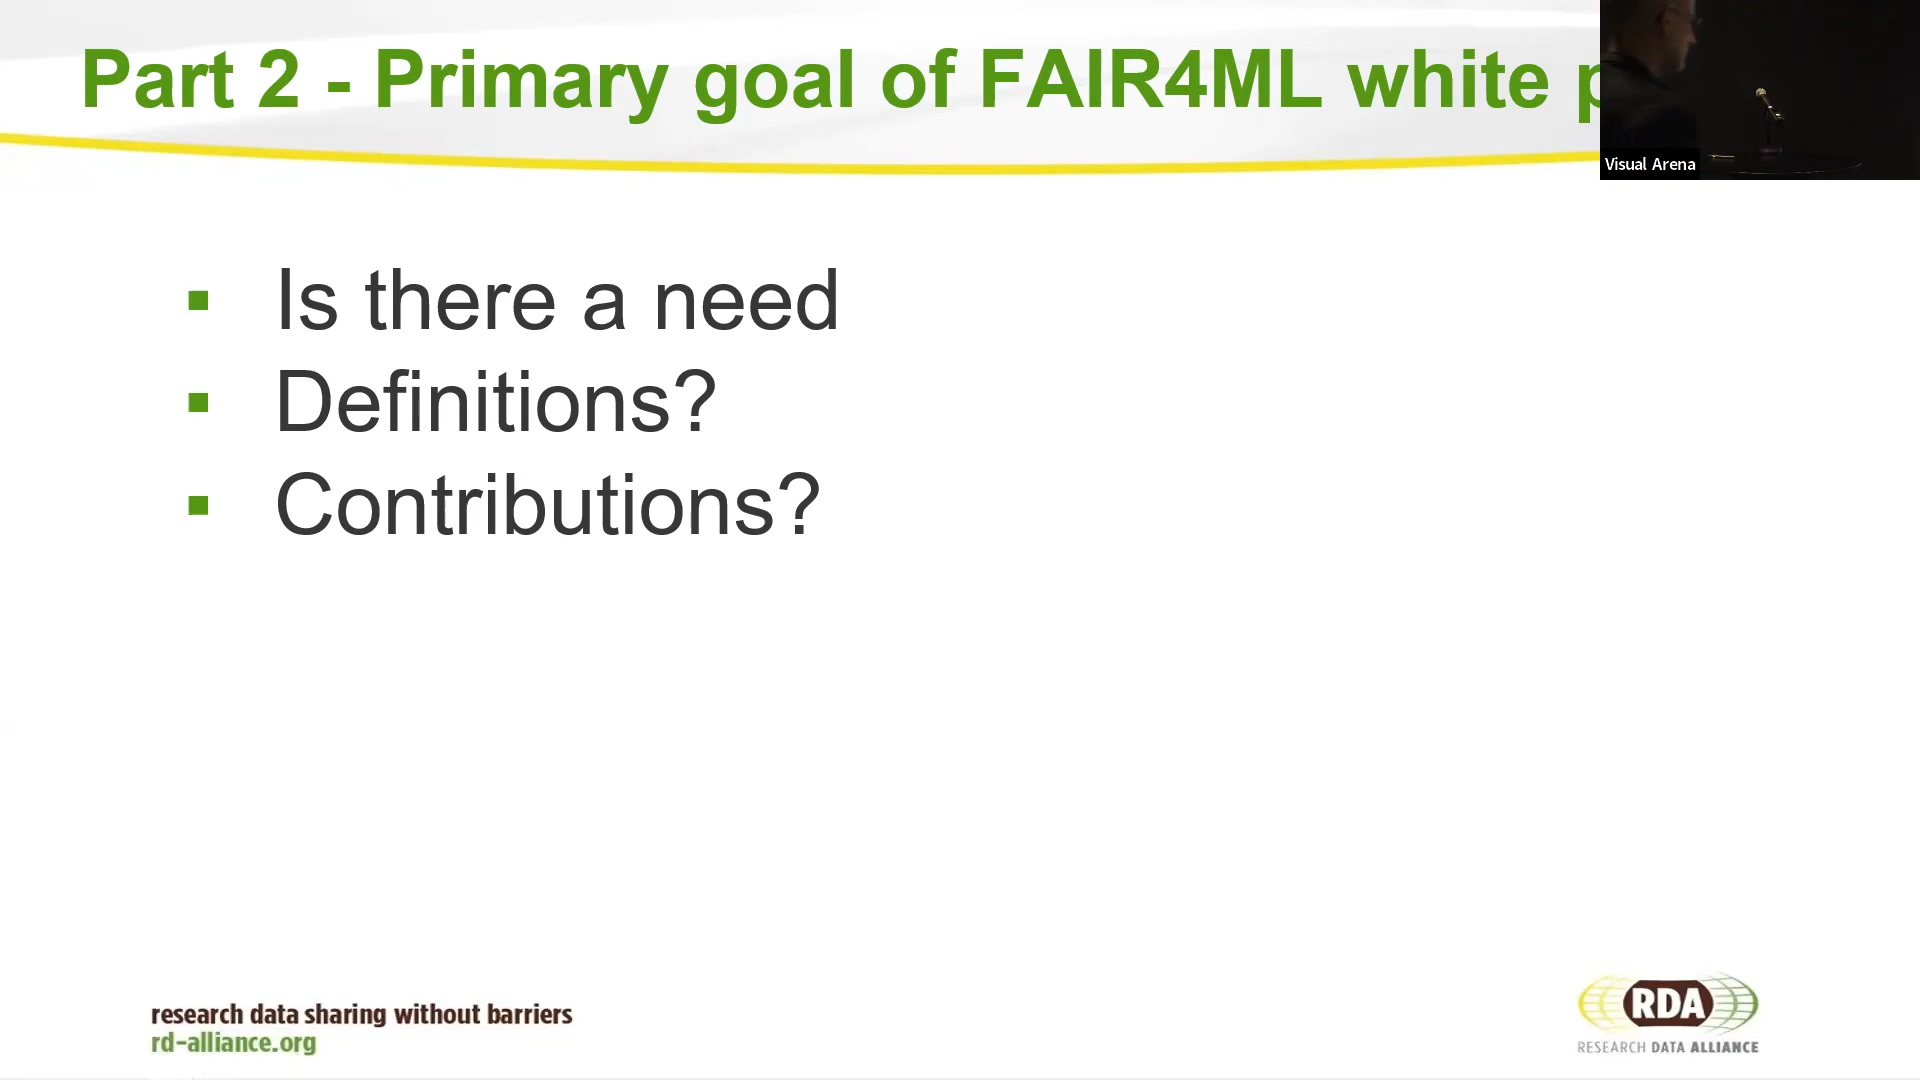 Part 2 - Primary goal of FAIR4ML white
Visual Arena
Is there a need
Definitions?
Contributions?
research data sharing without barriers
rd-alliance.org
RDA
RESEARCH DATA ALLIANCE